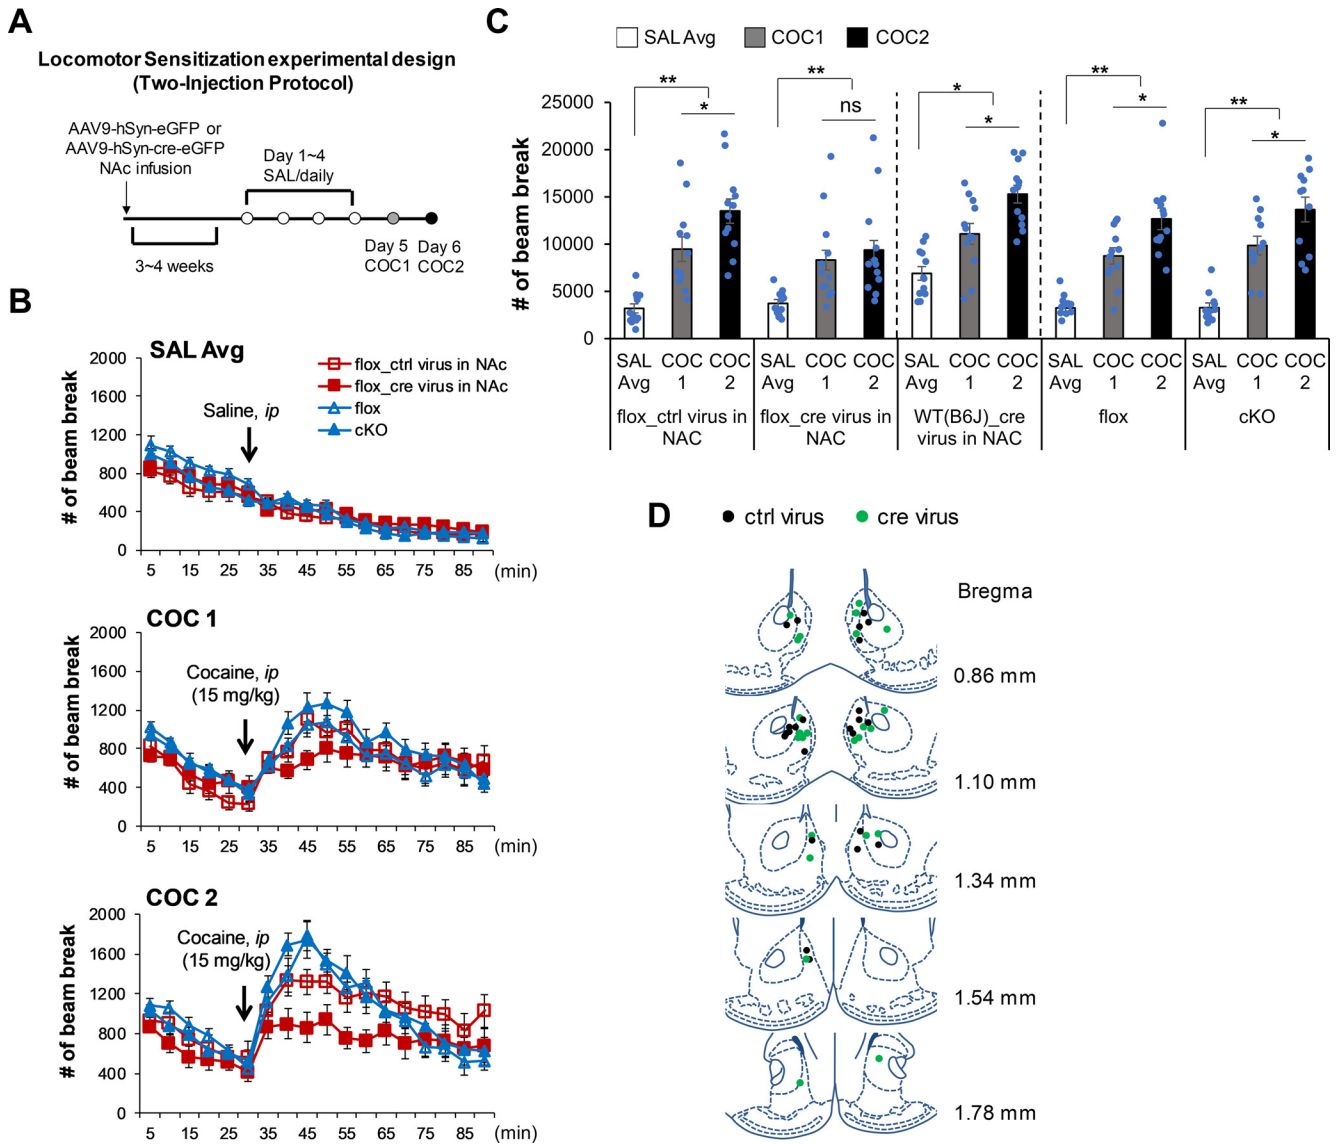 A
Locomotor Sensitization experimental design
(Two-Injection Protocol)
AAV9-hSyn-eGFP or
AAV9-hSyn-cre-eGFP
NAc infusion
Day 1~4
SAL/daily
3~4 weeks
Day 5 Day 6
COC1 COC2
B
SAL Avg
# of beam break
2000
1600
1200
800
400
0
flox_ctrl virus in NAc
flox_cre virus in NAc
flox
cKO
Saline, ip
5 15 25 35 45 55 65 75 85 (min)
COC 1
# of beam break
2000
1600
1200
800
400
0
Cocaine, ip
(15 mg/kg)
5 15 25 35 45 55 65 75 85 (min)
COC 2
# of beam break
2000
1600
1200
800
400
0
Cocaine, ip
(15 mg/kg)
5 15 25 35 45 55 65 75 85 (min)
C
SAL Avg COC1 COC2
# of beam break
25000
20000
15000
10000
5000
0
** * ** ns * * ** * ** *
SAL COC COC SAL COC COC SAL COC COC SAL COC COC SAL COC COC
Avg 1 2 Avg 1 2 Avg 1 2 Avg 1 2 Avg 1 2
flox_ctrl virus in
NAC
flox_cre virus in
NAC
WT(B6J)_cre
virus in NAC
flox
cKO
D
ctrl virus cre virus
Bregma
0.86 mm
1.10 mm
1.34 mm
1.54 mm
1.78 mm